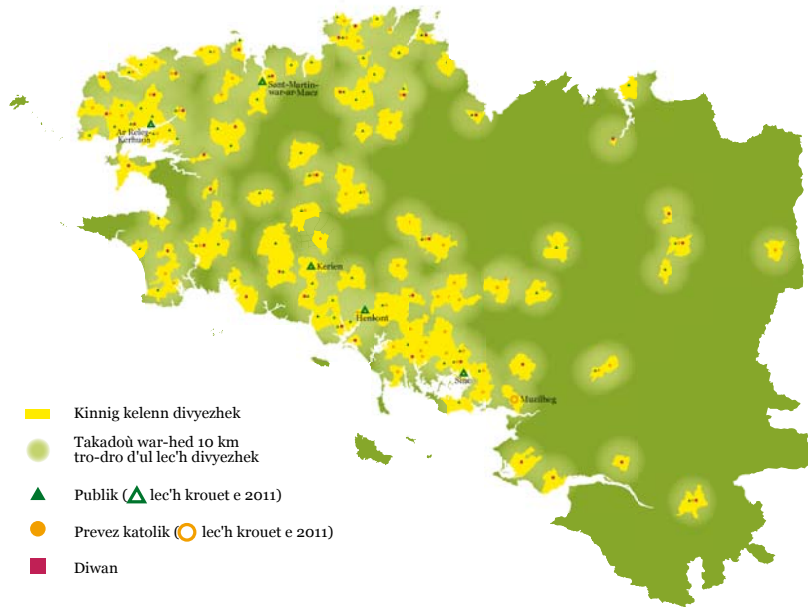 Sant-Martin-
war-ar-Maez
Ar Releg-
Kerhuon
Kerien
Henbont
Sine
Muzilheg
Kinnig kelenn divyezhek
Takadoù war-hed 10 km
tro-dro d'ul lec'h divyezhek
Publik ( lec'h krouet e 2011)
Prevez katolik ( lec'h krouet e 2011)
Diwan